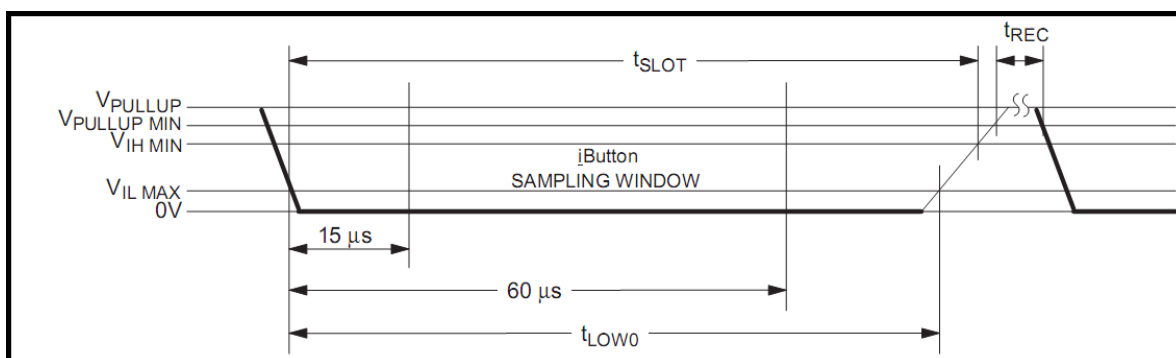 tREC
tSLOT
VPULLUP
VPULLUP MIN
VIH MIN
iButton
SAMPLING WINDOW
VIL MAX
0V
15 µs
60 µs
tLOW0